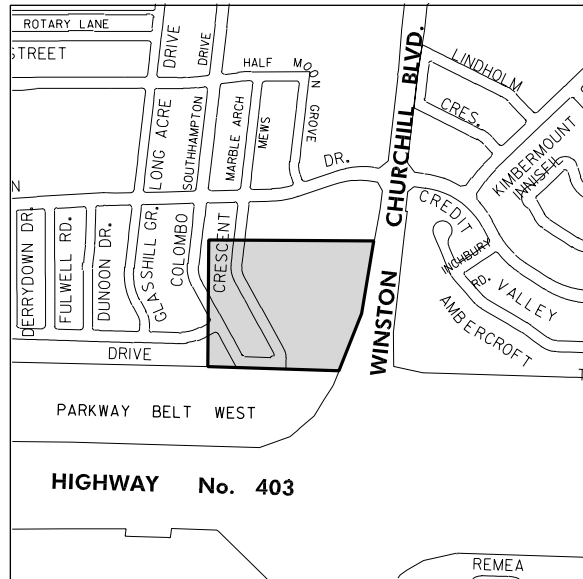 ROTARY LANE
STREET
DRIVE
DRIVE
HALF MOON GROVE
LONG ACRE
SOUTHHAMPTON
MARBLE ARCH
MEWS
DR.
WINSTON CHURCHILL BLVD.
LINDHOLM
CRES.
KIMBERMOUNT
INNISFIL
CREDIT
VALLEY
INCHBURY
RD.
AMBERCROFT
T
N
DERRYDOWN DR.
FULWELL RD.
DUNOON DR.
GLASSHILL GR.
COLOMBO
CRESCENT
DRIVE
PARKWAY BELT WEST
HIGHWAY No. 403
REMEA